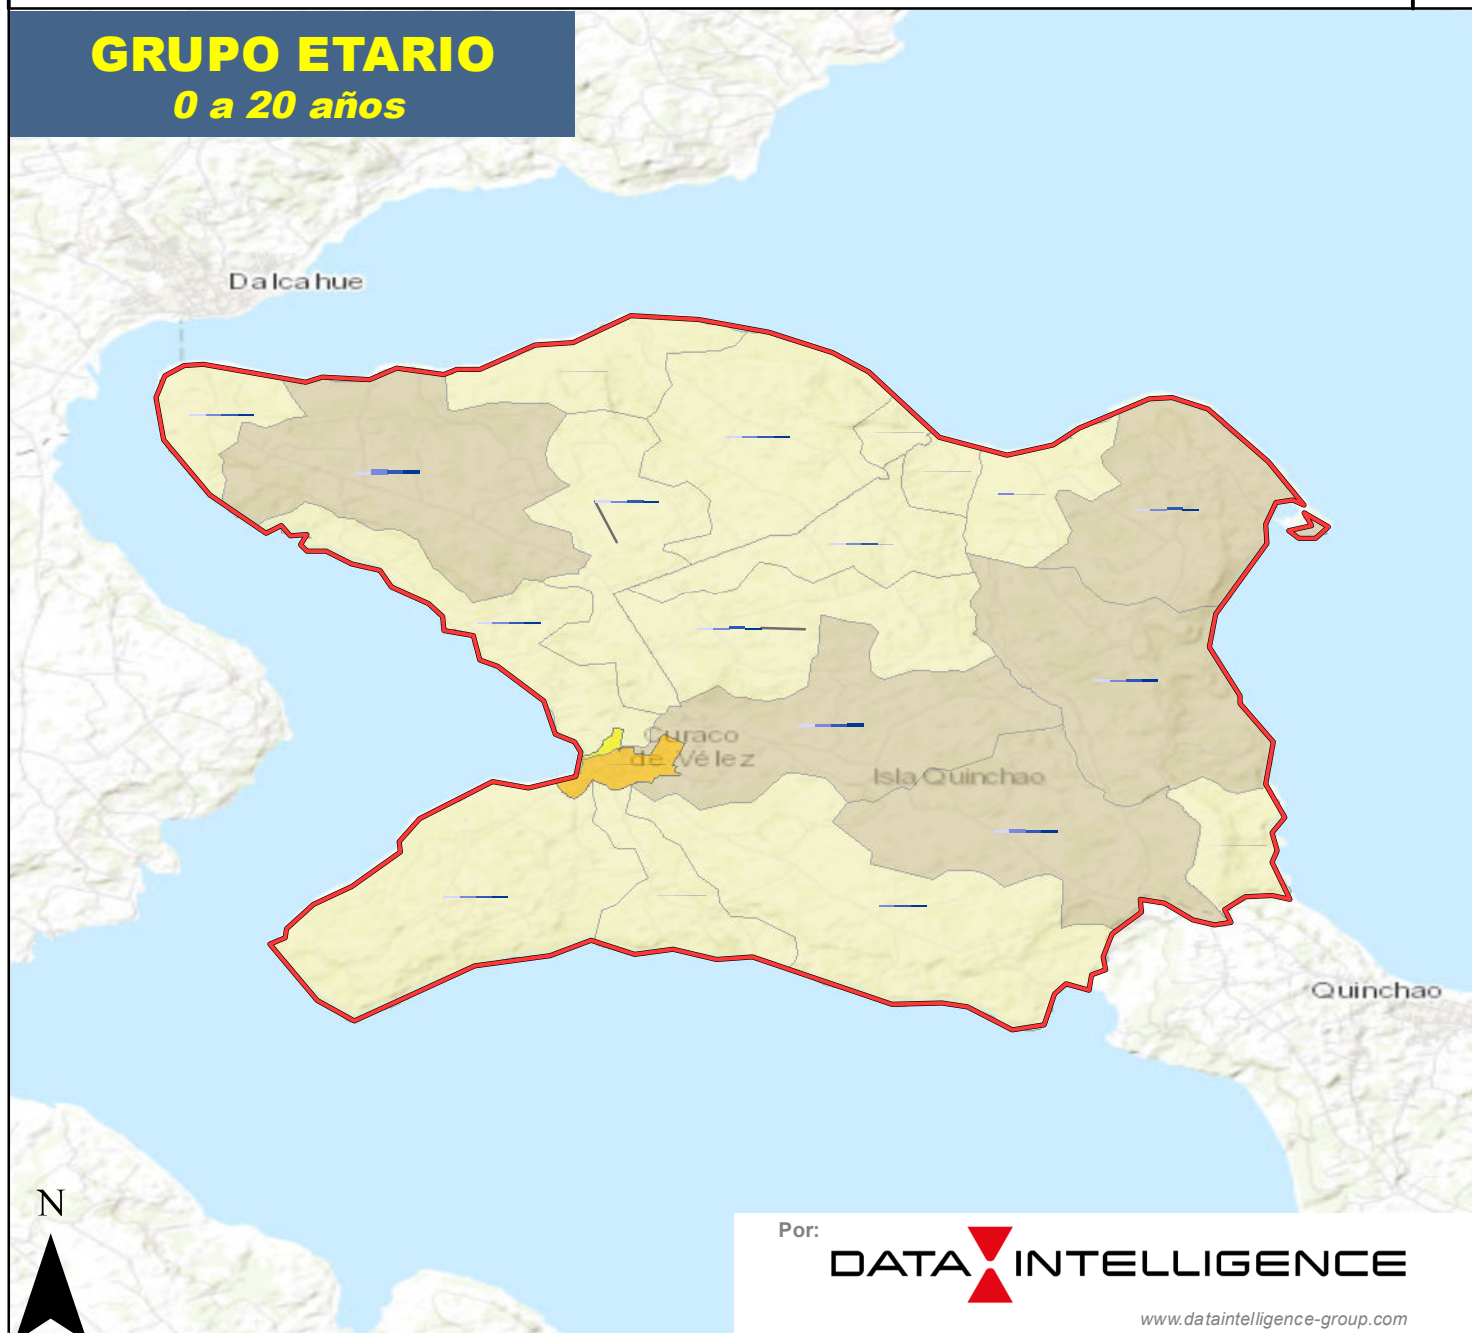 GRUPO ETARIO
0 a 20 años
Dalcahue
Curaco
de Vélez
Isla Quinchao
Quinchao
N
Por:
DATA INTELLIGENCE
www.dataintelligence-group.com